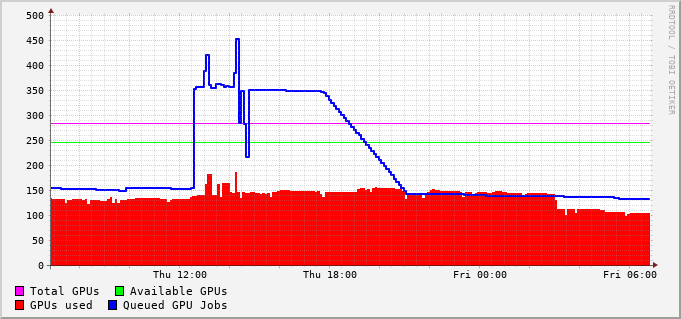 500
450
400
350
300
250
200
150
100
50
0
Thu 12:00 Thu 18:00 Fri 00:00 Fri 06:00
Total GPUs Available GPUs
GPUs used Queued GPU Jobs
RRDTOOL / TOBI OETIKER